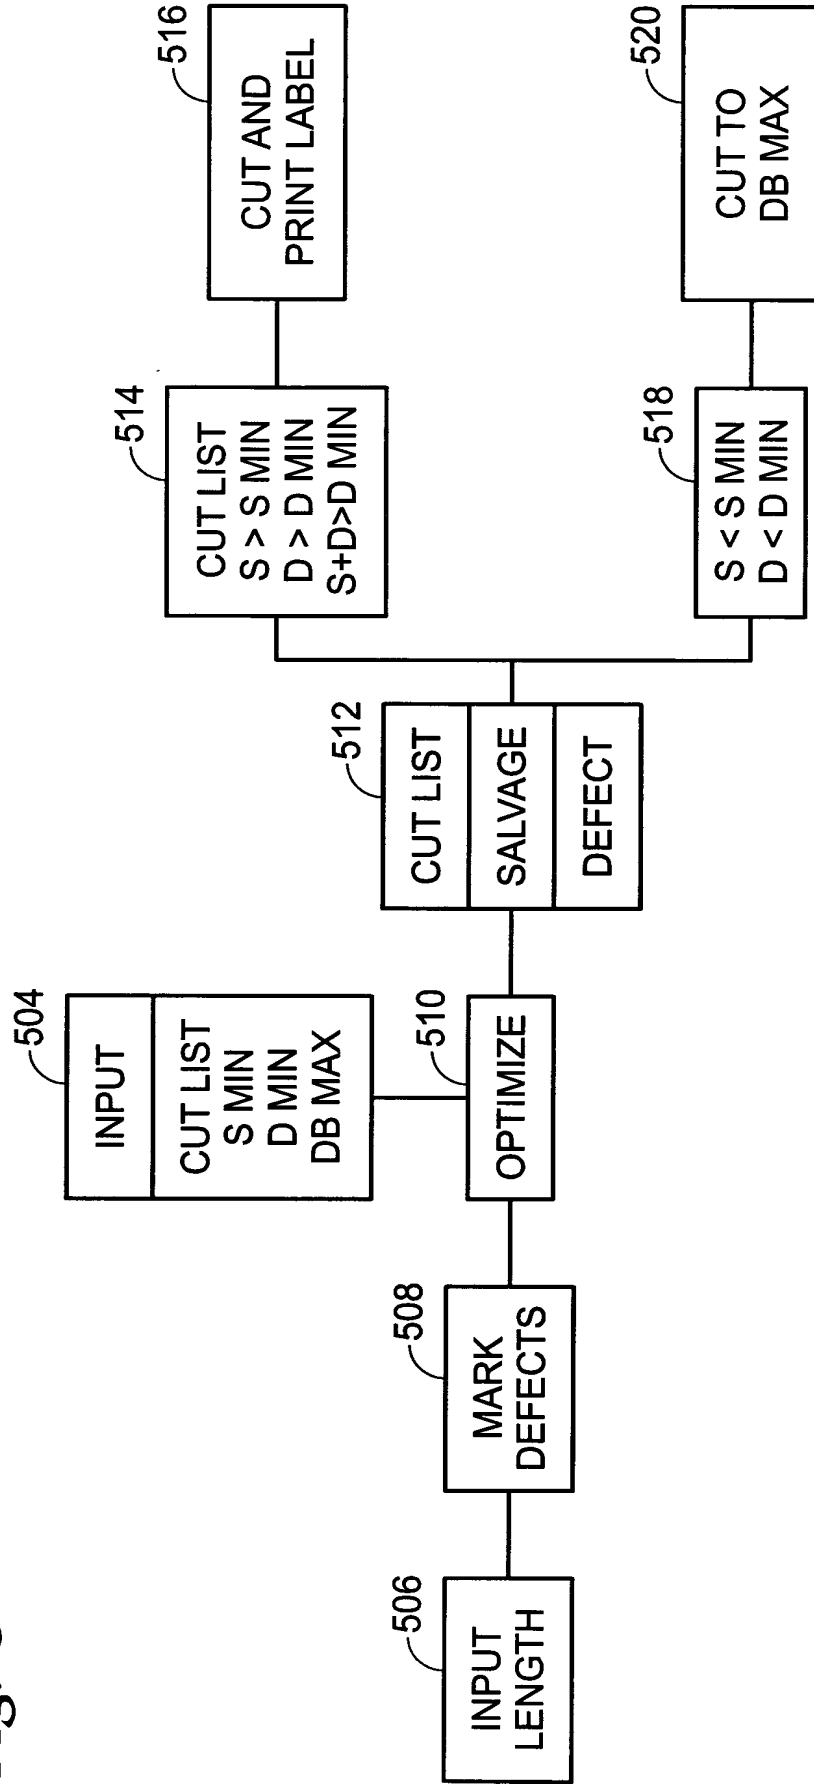 504
INPUT
CUT LIST
S MIN
D MIN
DB MAX
506
INPUT
LENGTH
508
MARK
DEFECTS
510
OPTIMIZE
512
CUT LIST
SALVAGE
DEFECT
514
CUT LIST
S > S MIN
D > D MIN
S+D>D MIN
516
CUT AND
PRINT LABEL
518
S < S MIN
D < D MIN
520
CUT TO
DB MAX